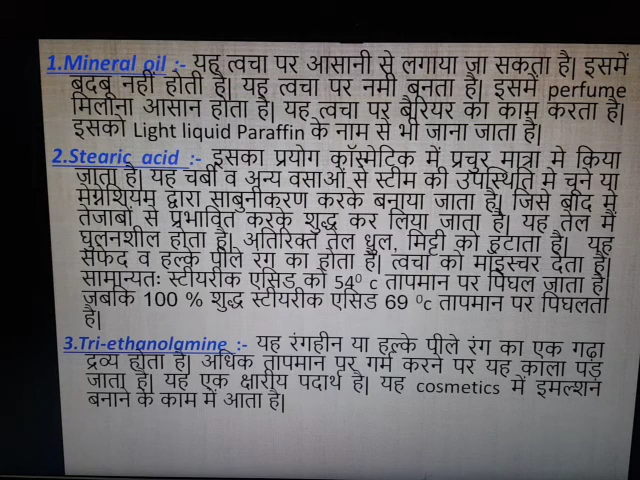 1.Mineral oil :- यह त्वचा पर आसानी से लगाया जा सकता है। इसमें
बदबू नहीं होती है। यह त्वचा पर नमी बनता है। इसमें perfume
मिलाना आसान होता है। यह त्वचा पर बैरियर का काम करता है।
इसको Light liquid Paraffin के नाम से भी जाना जाता है।
2.Stearic acid :- इसका प्रयोग कॉस्मेटिक में प्रचुर मात्रा मे किया
जाता है। यह चर्बी व अन्य वसाओं से स्टीम की उपस्थिति मे चूने या
मेग्नेशियम द्वारा साबुनीकरण करके बनाया जाता है। जिसे बाद में
तेजाबों से प्रभावित करके शुद्ध कर लिया जाता है। यह तेल में
घुलनशील होता है। अतिरिक्त तेल धुल, मिट्टी को हटाता है। यह
सफेद व हल्के पीले रंग का होता है। त्वचा को माइस्चर देता है।
सामान्यतः स्टीयरीक एसिड को 54⁰ c तापमान पर पिघल जाता है।
जबकि 100 % शुद्ध स्टीयरीक एसिड 69 ⁰c तापमान पर पिघलता
है।
3.Tri-ethanolamine :- यह रंगहीन या हल्के पीले रंग का एक गढ़ा
द्रव्य होता है। अधिक तापमान पर गर्म करने पर यह काला पड़
जाता है। यह एक क्षारीय पदार्थ है। यह cosmetics में इमल्शन
बनाने के काम में आता है।